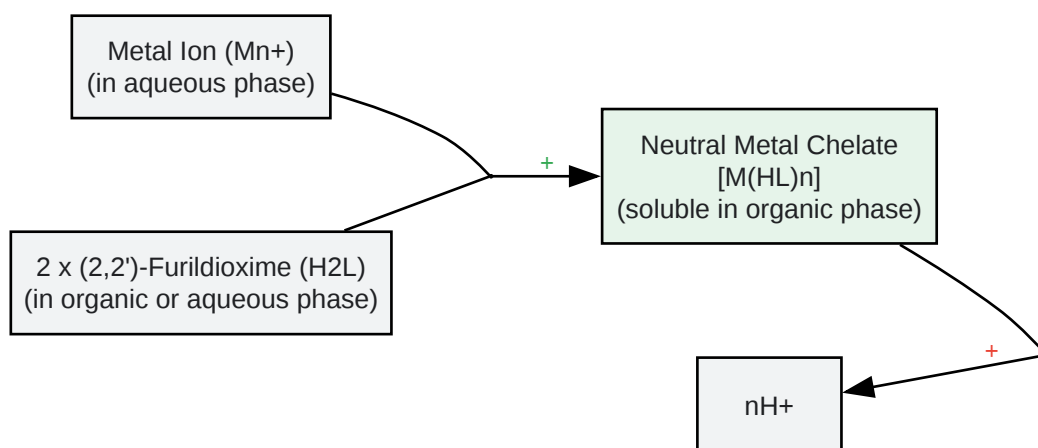 Metal Ion (Mn+)
(in aqueous phase)
2 x (2,2')-Furildioxime (H2L)
(in organic or aqueous phase)
+
Neutral Metal Chelate
[M(HL)n]
(soluble in organic phase)
+
nH+